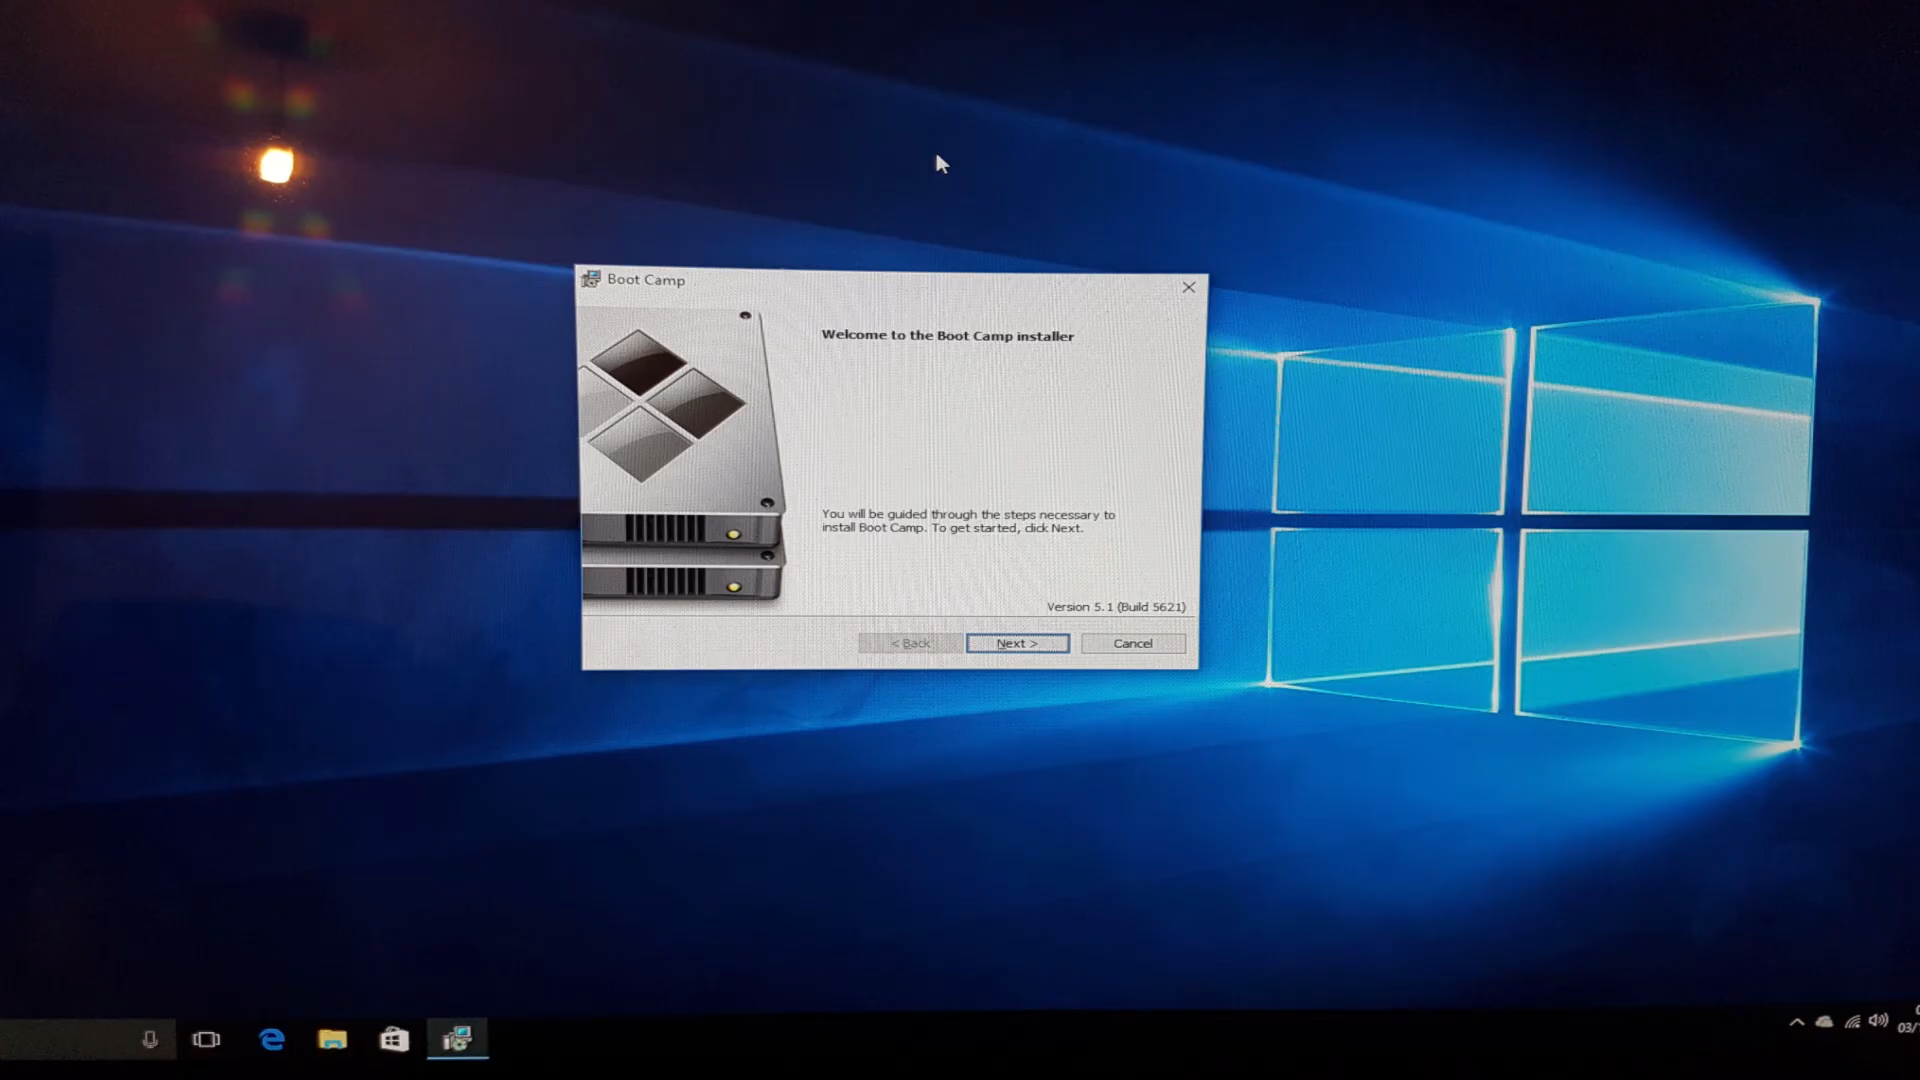 Boot Camp
Welcome to the Boot Camp installer
You will be guided through the steps necessary to
install Boot Camp. To get started, click Next.
Version 5.1 (Build 5621)
< Back
Next >
Cancel
03/